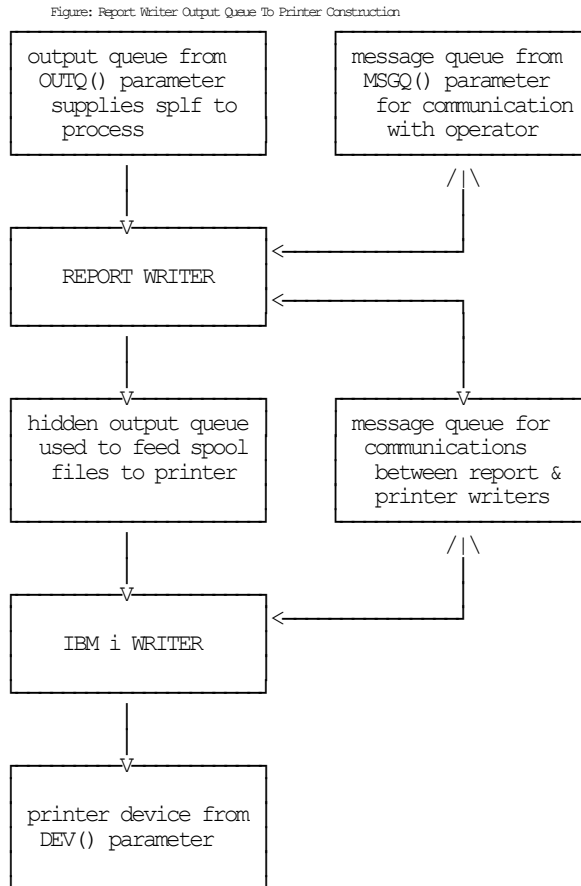 Figure: Report Writer Output Queue To Printer Construction
output queue from
OUTQ() parameter
supplies splf to
process
message queue from
MSGQ() parameter
for communication
with operator
REPORT WRITER
hidden output queue
used to feed spool
files to printer
message queue for
communications
between report &
printer writers
IBM i WRITER
printer device from
DEV() parameter